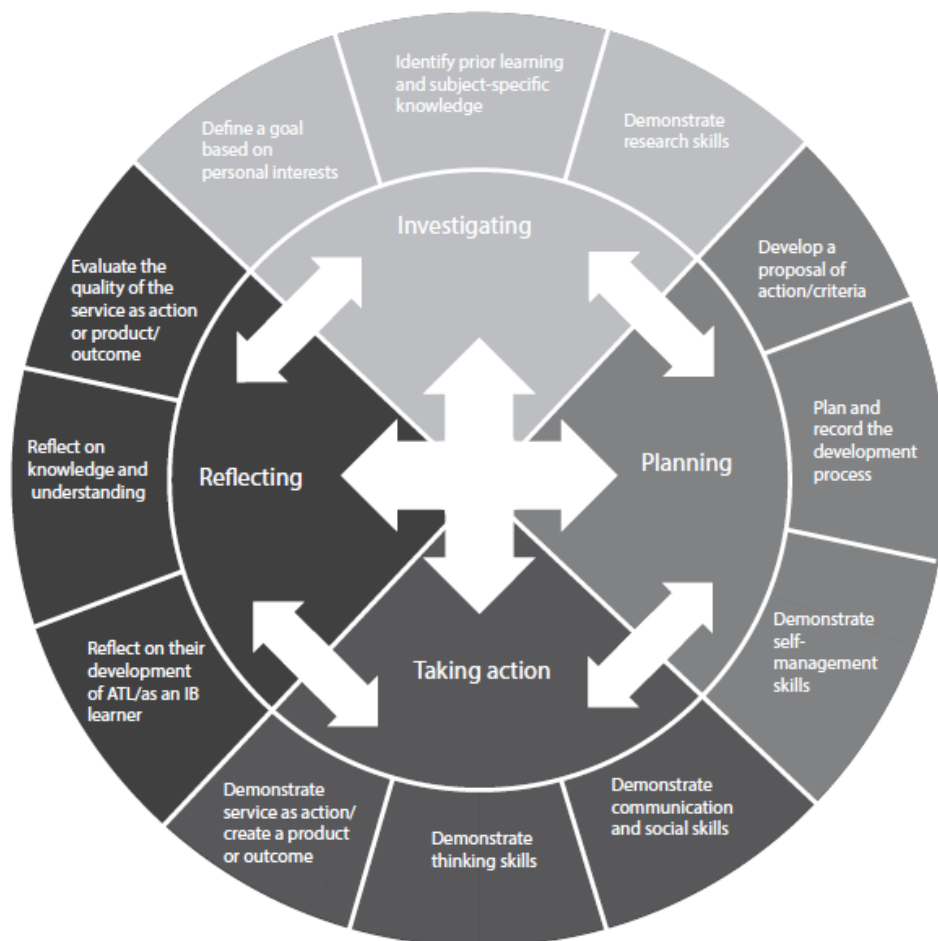 Identify prior learning
and subject-specific
knowledge
Define a goal
based on
personal interests
Demonstrate
research skills
Investigating
Develop a
proposal of
action/criteria
Evaluate the
quality of the
service as action
or product/
outcome
Plan and
record the
development
process
Reflect on
knowledge and
understanding
Reflecting
Planning
Demonstrate
self-
management
skills
Reflect on their
development
of ATL/as an IB
learner
Taking action
Demonstrate
service as action/
create a product
or outcome
Demonstrate
thinking skills
Demonstrate
communication
and social skills